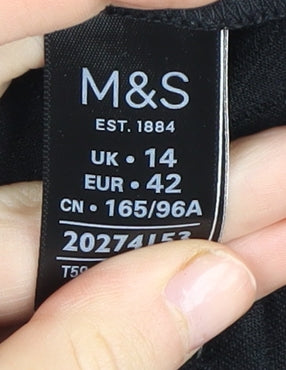 M&S
EST. 1884
UK • 14
EUR • 42
CN • 165/96A
20274153